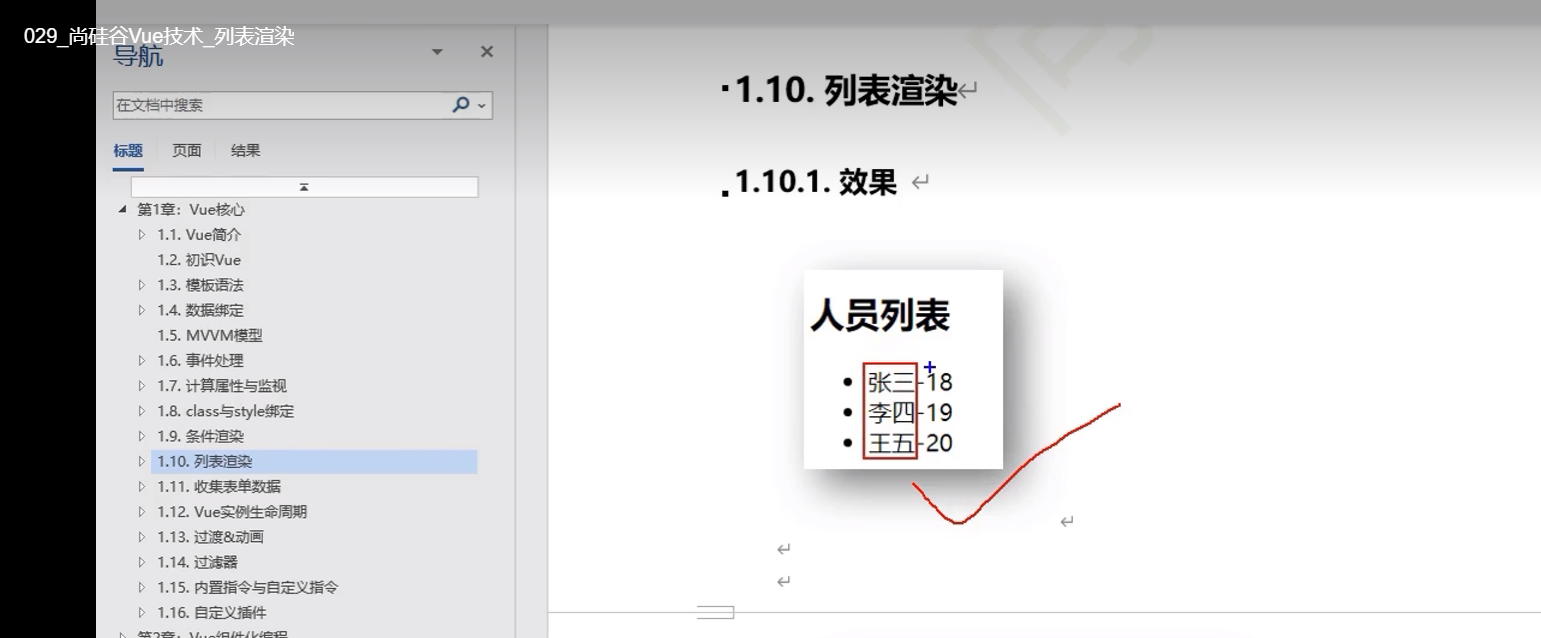 029_尚硅谷Vue技术_列表渲染
导航
在文档中搜索
标题 页面 结果
第1章：Vue核心
1.1. Vue简介
1.2. 初识Vue
1.3. 模板语法
1.4. 数据绑定
1.5. MVVM模型
1.6. 事件处理
1.7. 计算属性与监视
1.8. class与style绑定
1.9. 条件渲染
1.10. 列表渲染
1.11. 收集表单数据
1.12. Vue实例生命周期
1.13. 过渡&动画
1.14. 过滤器
1.15. 内置指令与自定义指令
1.16. 自定义插件
第2章：Vue组件化编程
1.10. 列表渲染
1.10.1. 效果
人员列表
张三-18
李四-19
王五-20